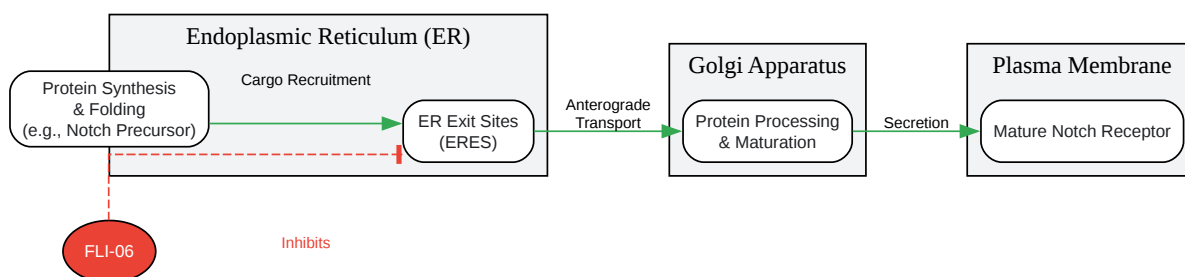 Endoplasmic Reticulum (ER)
Golgi Apparatus
Plasma Membrane
Cargo Recruitment
Protein Synthesis
& Folding
(e.g., Notch Precursor)
ER Exit Sites
(ERES)
Anterograde
Transport
Protein Processing
& Maturation
Secretion
Mature Notch Receptor
FLI-06
Inhibits